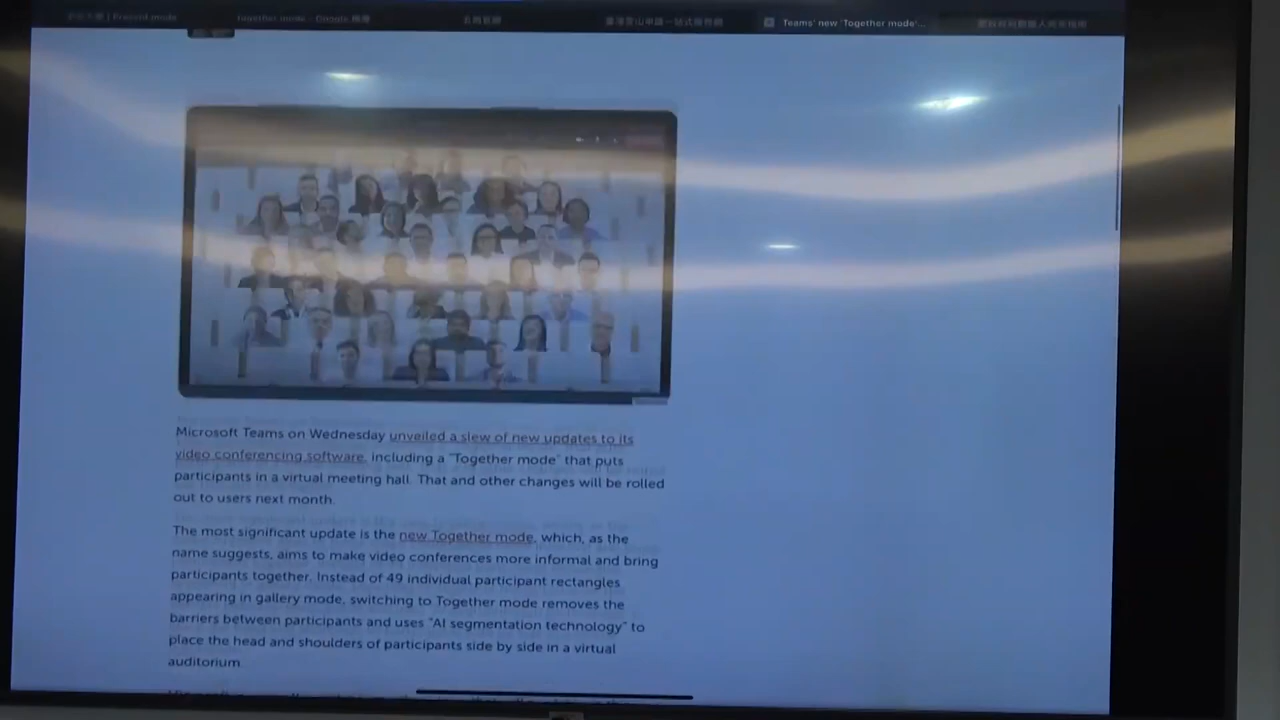 Teams' new 'Together mode'...
Microsoft Teams on Wednesday unveiled a slew of new updates to its
video conferencing software, including a "Together mode" that puts
participants in a virtual meeting hall. That and other changes will be rolled
out to users next month.
The most significant update is the new Together mode, which, as the
name suggests, aims to make video conferences more informal and bring
participants together. Instead of 49 individual participant rectangles
appearing in gallery mode, switching to Together mode removes the
barriers between participants and uses "AI segmentation technology" to
place the head and shoulders of participants side by side in a virtual
auditorium.